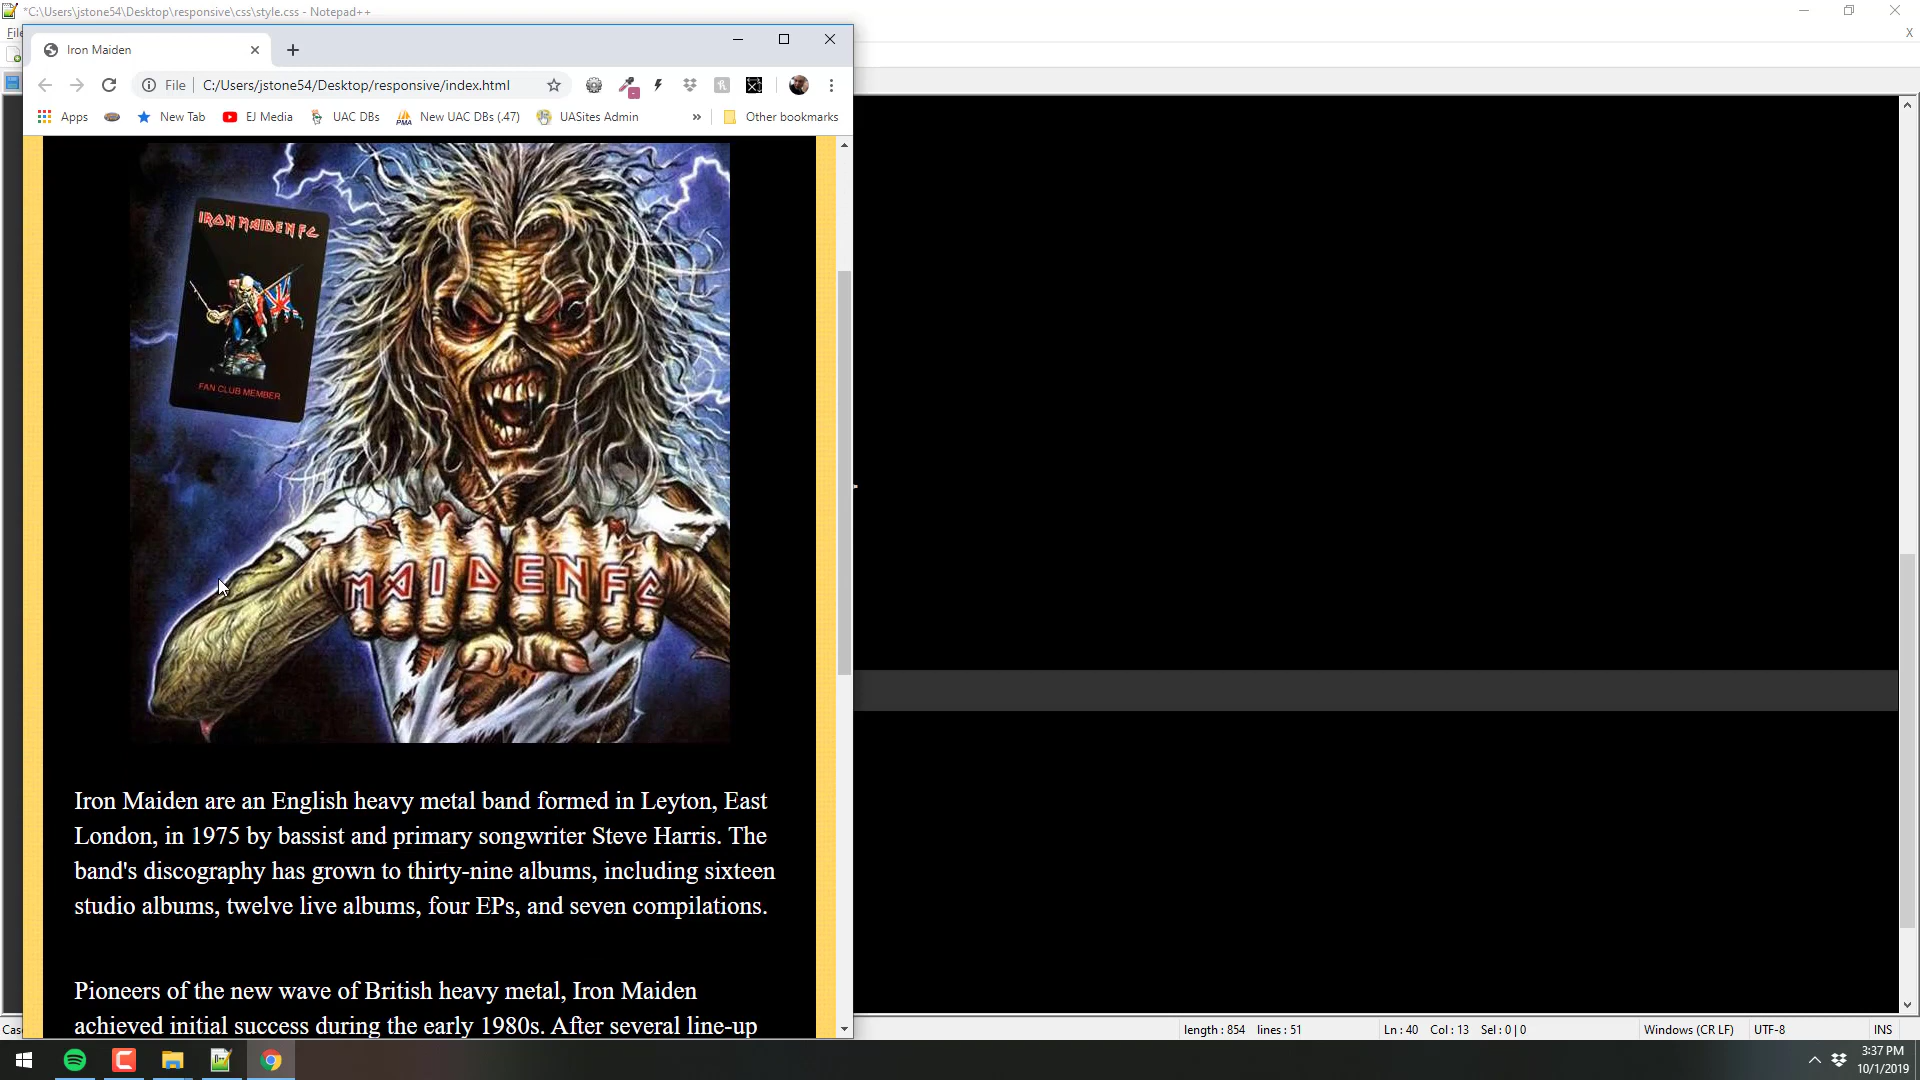 *C:\Users\jstone54\Desktop\responsive\css\style.css - Notepad++
File
X
Iron Maiden
File
C:/Users/jstone54/Desktop/responsive/index.html
Apps
New Tab
EJ Media
UAC DBs
PMA
New UAC DBs (.47)
UASites Admin
»
Other bookmarks
IRON MAIDEN FC
FAN CLUB MEMBER
MAIDENFC
Iron Maiden are an English heavy metal band formed in Leyton, East
London, in 1975 by bassist and primary songwriter Steve Harris. The
band's discography has grown to thirty-nine albums, including sixteen
studio albums, twelve live albums, four EPs, and seven compilations.
Pioneers of the new wave of British heavy metal, Iron Maiden
achieved initial success during the early 1980s. After several line-up
length : 854 lines : 51
Ln : 40 Col : 13 Sel : 0 | 0
Windows (CR LF)
UTF-8
INS
3:37 PM
10/1/2019